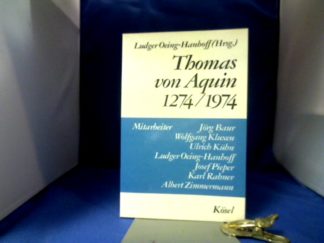 Ludger Oeing-Hanhoff (Hrsg.)
Thomas
von Aquin
1274/1974
Mitarbeiter Jörg Baur
Wolfgang Kluxen
Ulrich Kühn
Ludger Oeing-Hanhoff
Josef Pieper
Karl Rahner
Albert Zimmermann
Kösel